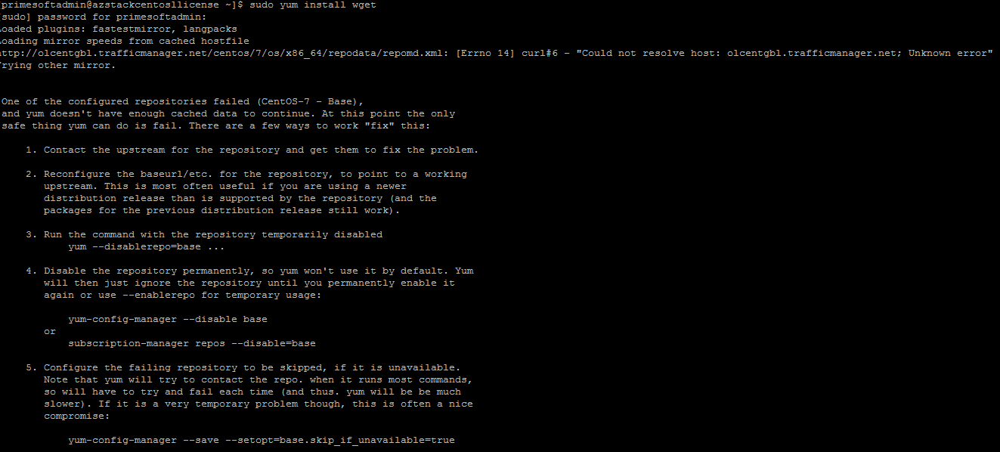 primesoftadmin@azstackcentosllicense ~]$ sudo yum install wget
sudo] password for primesoftadmin:
oaded plugins: fastestmirror, langpacks
oading mirror speeds from cached hostfile
ttp://olcentgbl.trafficmanager.net/centos/7/os/x86_64/repodata/repomd.xml: [Errno 14] curl#6 - "Could not resolve host: olcentgbl.trafficmanager.net; Unknown error"
rying other mirror.
One of the configured repositories failed (CentOS-7 - Base),
and yum doesn't have enough cached data to continue. At this point the only
safe thing yum can do is fail. There are a few ways to work "fix" this:
1. Contact the upstream for the repository and get them to fix the problem.
2. Reconfigure the baseurl/etc. for the repository, to point to a working
upstream. This is most often useful if you are using a newer
distribution release than is supported by the repository (and the
packages for the previous distribution release still work).
3. Run the command with the repository temporarily disabled
yum --disablerepo=base ...
4. Disable the repository permanently, so yum won't use it by default. Yum
will then just ignore the repository until you permanently enable it
again or use --enablerepo for temporary usage:
yum-config-manager --disable base
or
subscription-manager repos --disable=base
5. Configure the failing repository to be skipped, if it is unavailable.
Note that yum will try to contact the repo. when it runs most commands,
so will have to try and fail each time (and thus. yum will be be much
slower). If it is a very temporary problem though, this is often a nice
compromise:
yum-config-manager --save --setopt=base.skip_if_unavailable=true